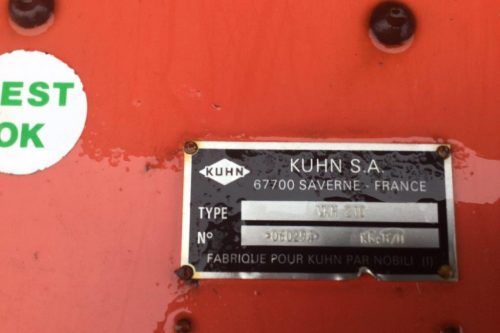 EST
OK
KUHN
KUHN S.A.
67700 SAVERNE - FRANCE
TYPE
N°
FABRIQUE POUR KUHN PAR NOBILI (I)